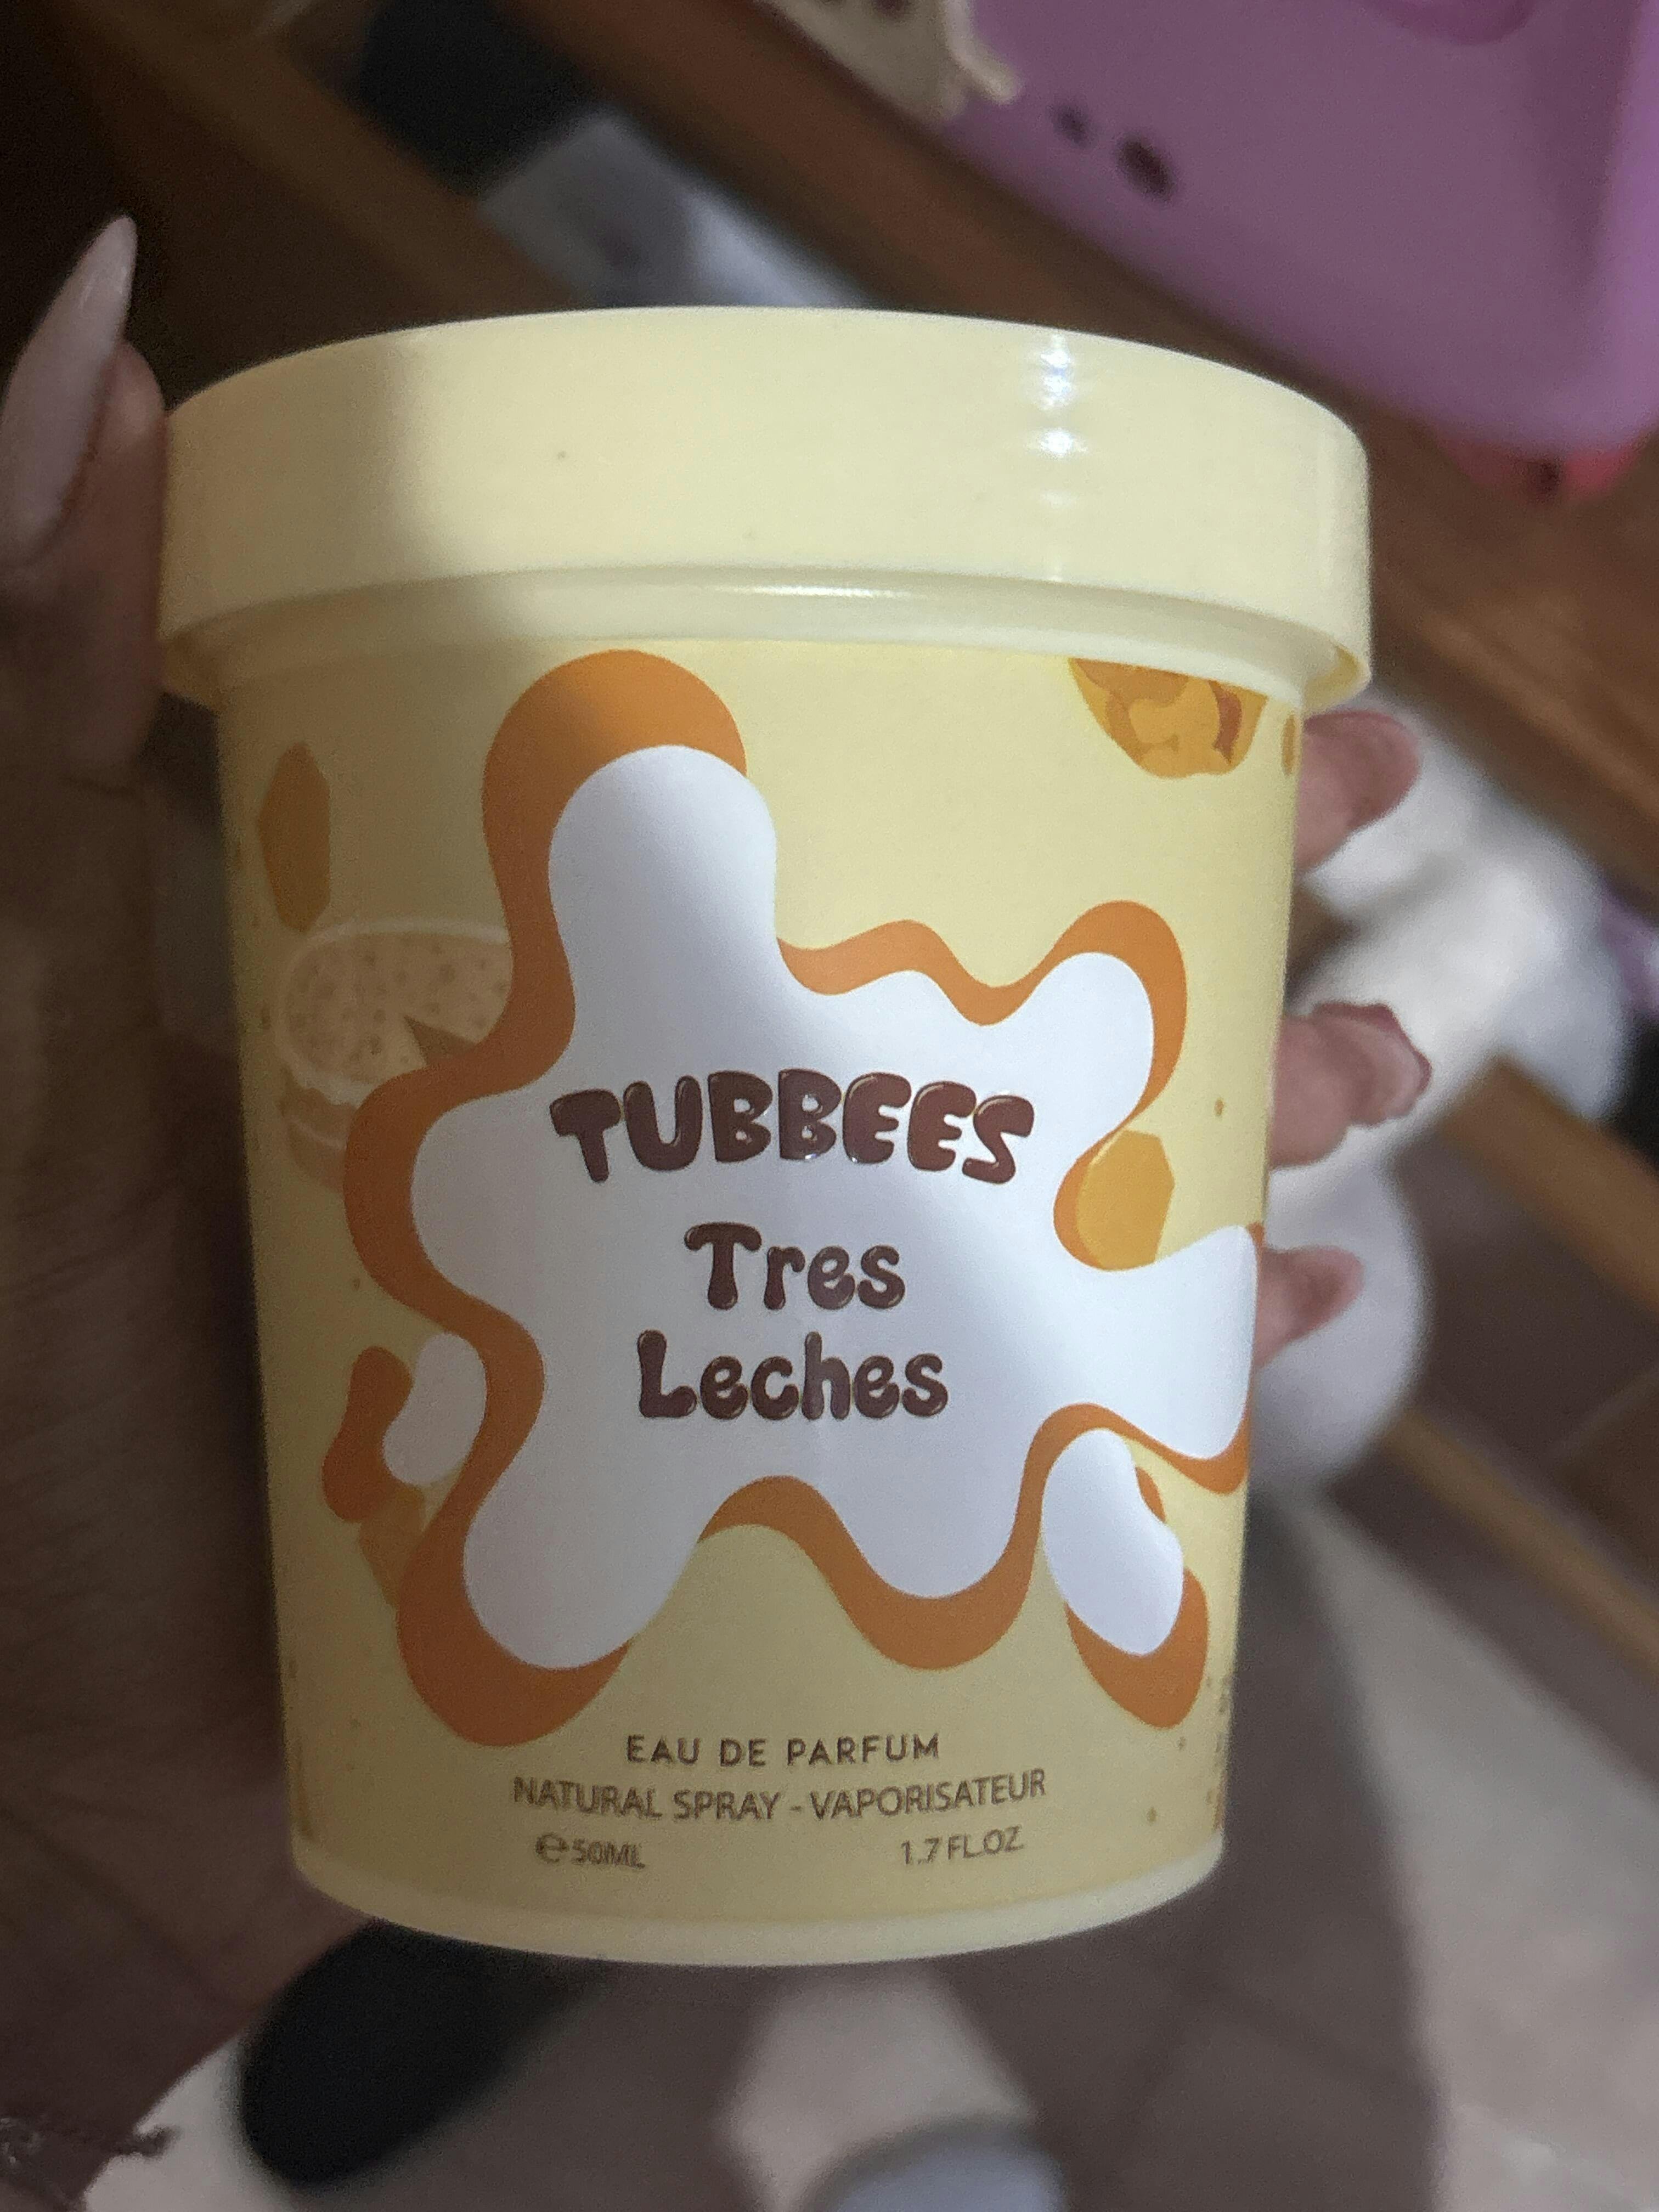 TUBBEES
Tres
Leches
EAU DE PARFUM
NATURAL SPRAY - VAPORISATEUR
℮ 50ML 1.7 FL.OZ